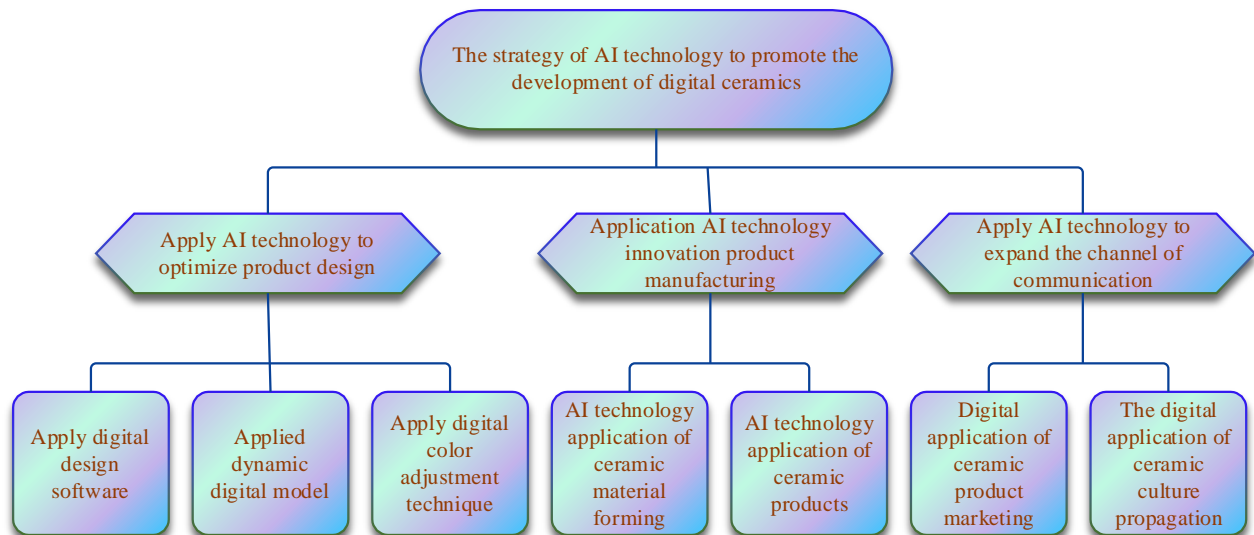 The strategy of AI technology to promote the
development of digital ceramics
Apply AI technology to
optimize product design
Application AI technology
innovation product
manufacturing
Apply AI technology to
expand the channel of
communication
Apply digital
design
software
Applied
dynamic
digital model
Apply digital
color
adjustment
technique
AI technology
application of
ceramic
material
forming
AI technology
application of
ceramic
products
Digital
application of
ceramic
product
marketing
The digital
application of
ceramic
culture
propagation